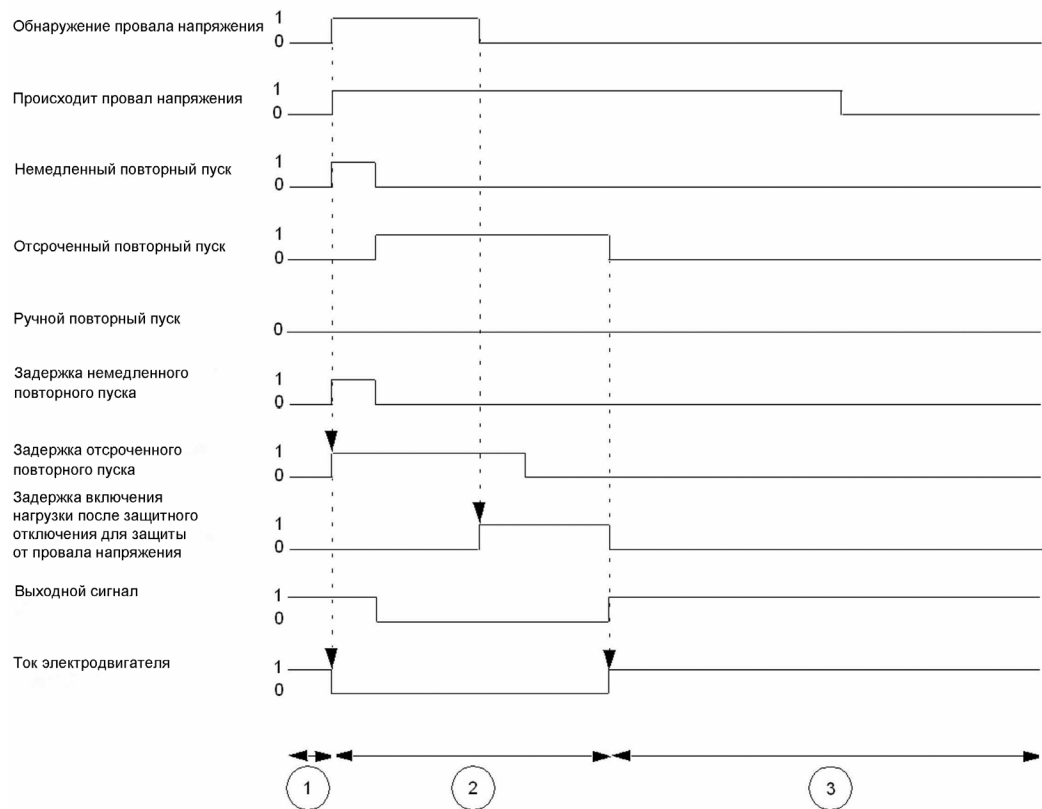 Обнаружение провала напряжения
1
0
Происходит провал напряжения
1
0
Немедленный повторный пуск
1
0
Отсроченный повторный пуск
1
0
Ручной повторный пуск
0
Задержка немедленного
повторного пуска
1
0
Задержка отсроченного
повторного пуска
1
0
Задержка включения
нагрузки после защитного
отключения для защиты
от провала напряжения
1
0
Выходной сигнал
1
0
Ток электродвигателя
1
0
1
2
3